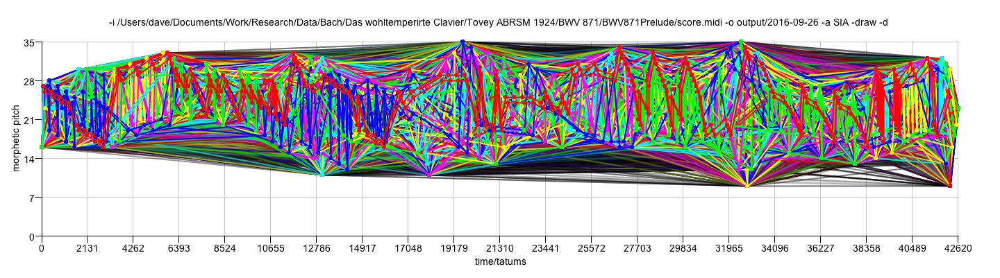 -i /Users/dave/Documents/Work/Research/Data/Bach/Das wohltemperirte Clavier/Tovey ABRSM 1924/BWV 871/BWV871Prelude/score.midi -o output/2016-09-26 -a SIA -draw -d
35
28
21
14
7
0
morphetic pitch
0 2131 4262 6393 8524 10655 12786 14917 17048 19179 21310 23441 25572 27703 29834 31965 34096 36227 38358 40489 42620
time/tatums